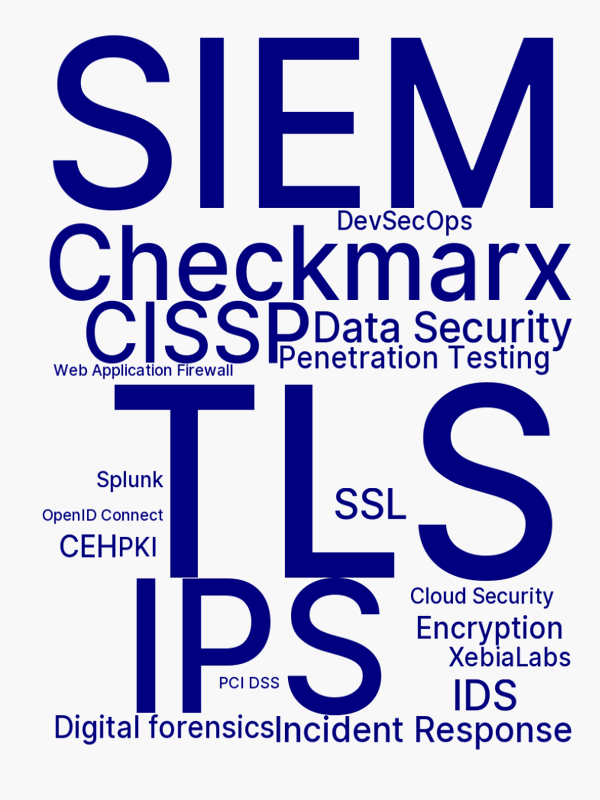 SIEM
DevSecOps
Checkmarx
CISSP
Data Security
Penetration Testing
Web Application Firewall
TLS
Splunk
SSL
OpenID Connect
CEH
PKI
IPS
Cloud Security
Encryption
XebiaLabs
PCI DSS
IDS
Digital forensics
Incident Response